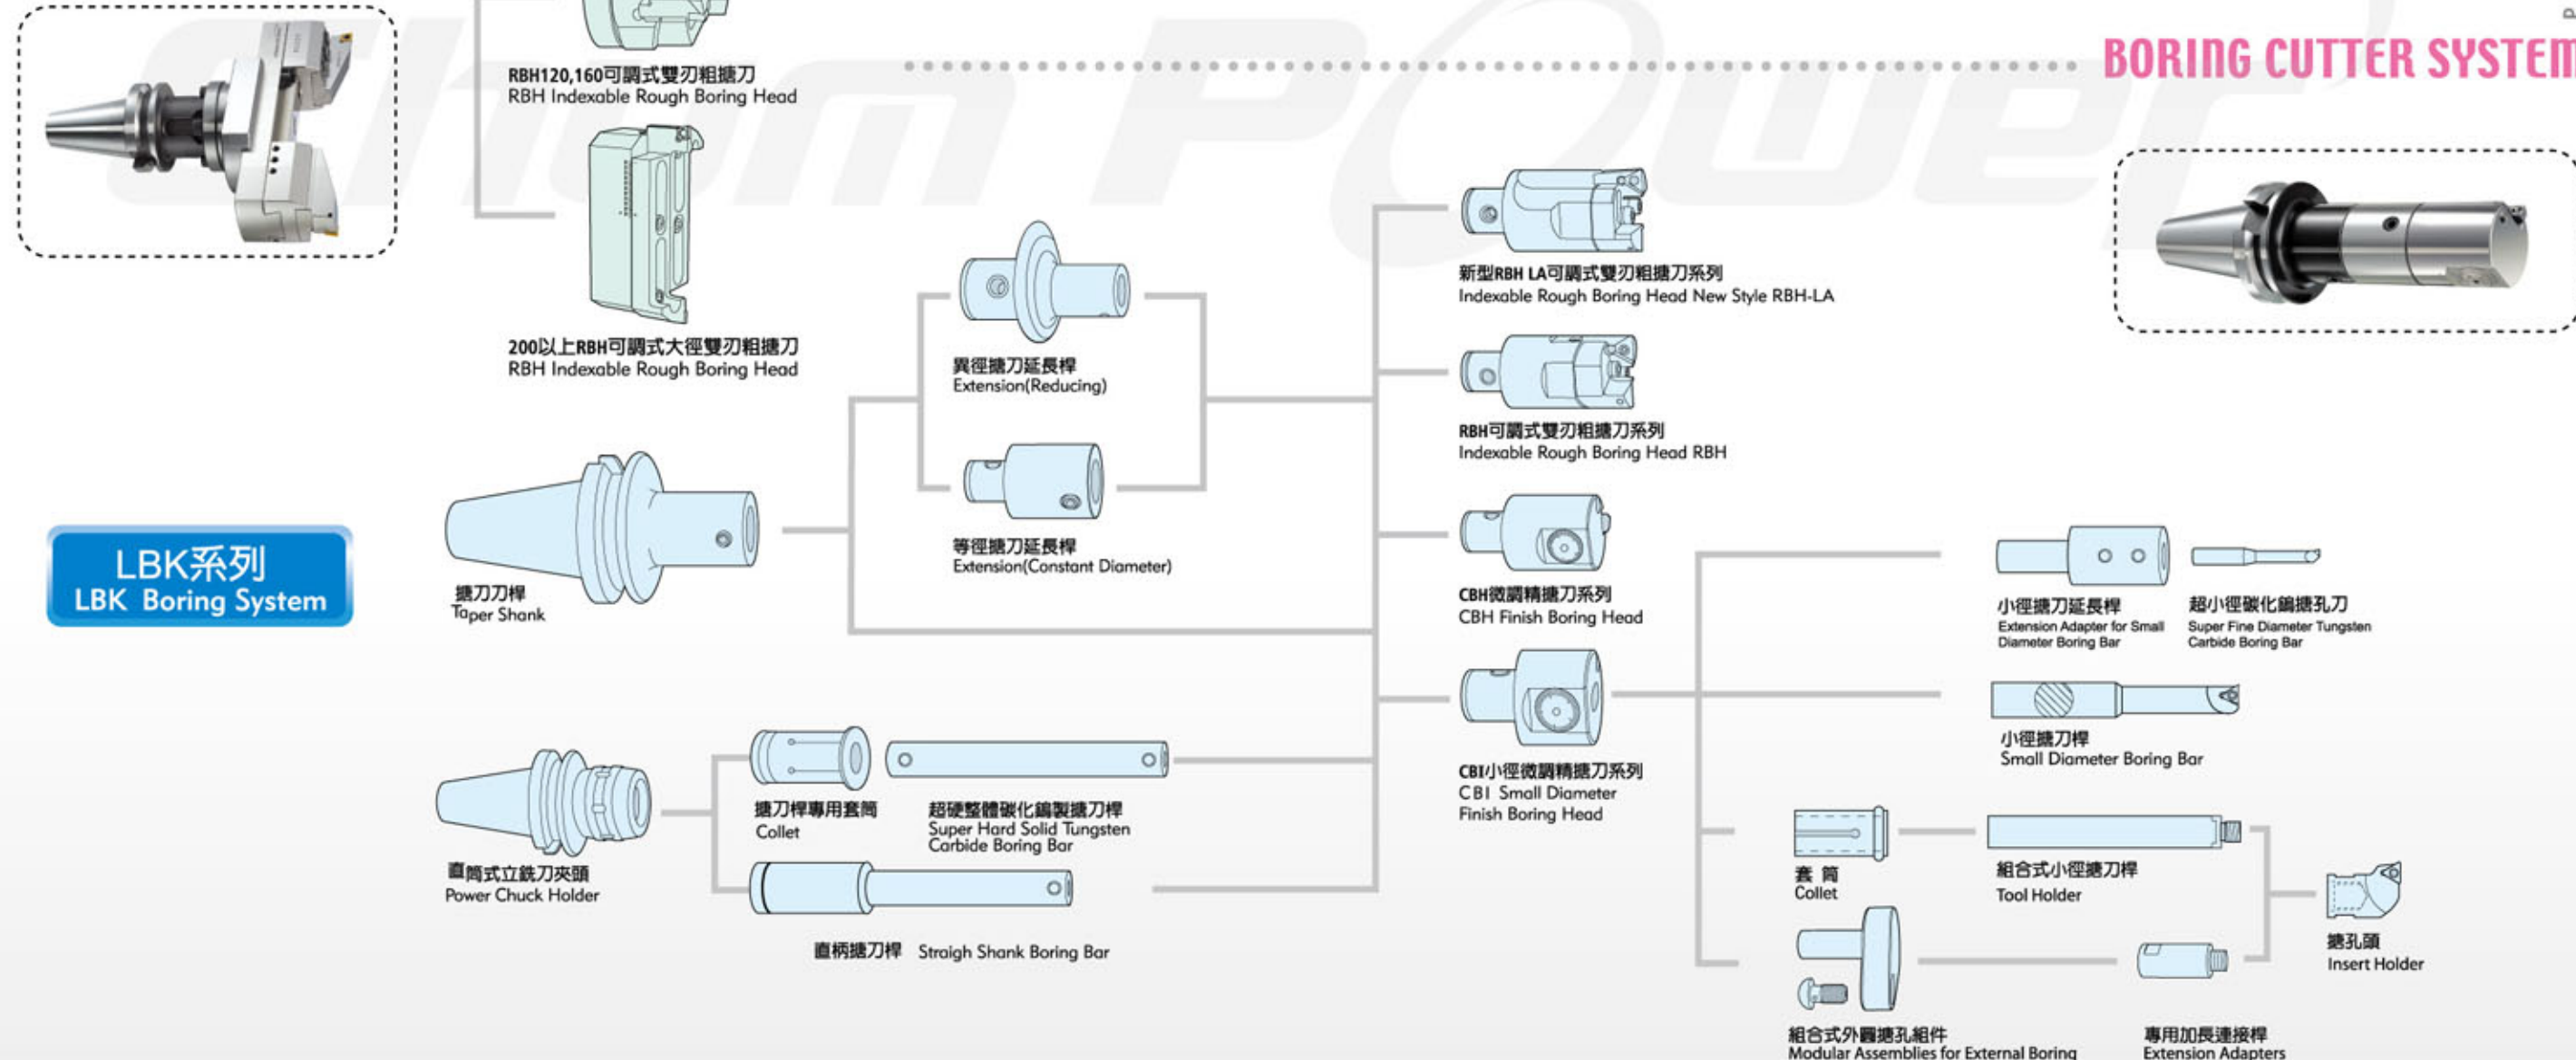 BORING CUTTER SYSTEM
RBH120,160可調式雙刃粗搪刀
RBH Indexable Rough Boring Head
200以上RBH可調式大徑雙刃粗搪刀
RBH Indexable Rough Boring Head
LBK系列
LBK Boring System
搪刀刀桿
Taper Shank
異徑搪刀延長桿
Extension(Reducing)
等徑搪刀延長桿
Extension(Constant Diameter)
新型RBH LA可調式雙刃粗搪刀系列
Indexable Rough Boring Head New Style RBH-LA
RBH可調式雙刃粗搪刀系列
Indexable Rough Boring Head RBH
CBH微調精搪刀系列
CBH Finish Boring Head
CBI小徑微調精搪刀系列
CBI Small Diameter
Finish Boring Head
直筒式立銑刀夾頭
Power Chuck Holder
搪刀桿專用套筒
Collet
超硬整體碳化鎢製搪刀桿
Super Hard Solid Tungsten
Carbide Boring Bar
直柄搪刀桿 Straigh Shank Boring Bar
小徑搪刀延長桿
Extension Adapter for Small
Diameter Boring Bar
超小徑碳化鎢搪孔刀
Super Fine Diameter Tungsten
Carbide Boring Bar
小徑搪刀桿
Small Diameter Boring Bar
套 筒
Collet
組合式小徑搪刀桿
Tool Holder
搪孔頭
Insert Holder
組合式外圓搪孔組件
Modular Assemblies for External Boring
專用加長連接桿
Extension Adapters